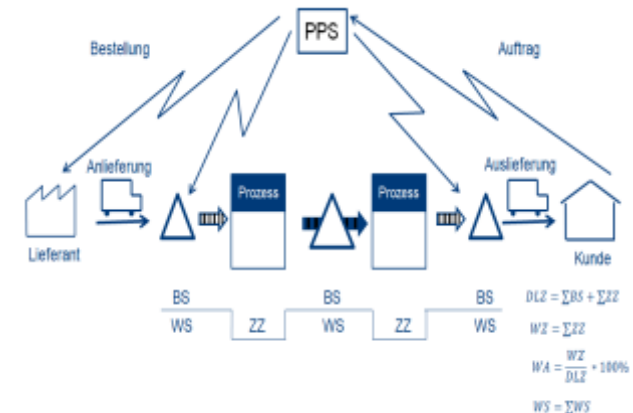 PPS
Bestellung
Auftrag
Anlieferung
Auslieferung
Prozess
Prozess
Lieferant
Kunde
BS BS BS
WS ZZ WS ZZ WS
DLZ = ∑BS + ∑ZZ
WZ = ∑ZZ
WA = WZ / DLZ * 100%
WS = ∑WS